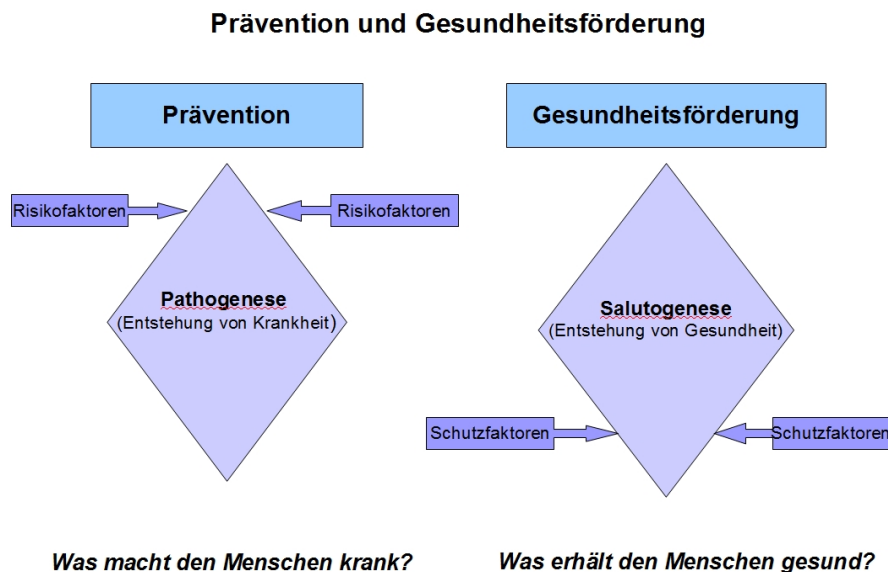 Prävention und Gesundheitsförderung
Prävention
Risikofaktoren
Risikofaktoren
Pathogenese
(Entstehung von Krankheit)
Was macht den Menschen krank?
Gesundheitsförderung
Salutogenese
(Entstehung von Gesundheit)
Schutzfaktoren
Schutzfaktoren
Was erhält den Menschen gesund?